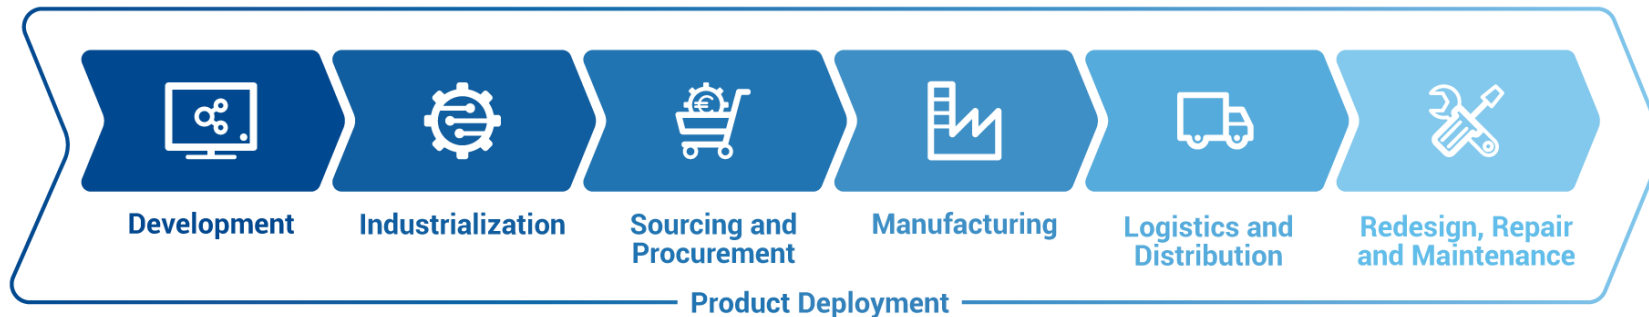 Development
Industrialization
Sourcing and
Procurement
Manufacturing
Logistics and
Distribution
Redesign, Repair
and Maintenance
Product Deployment